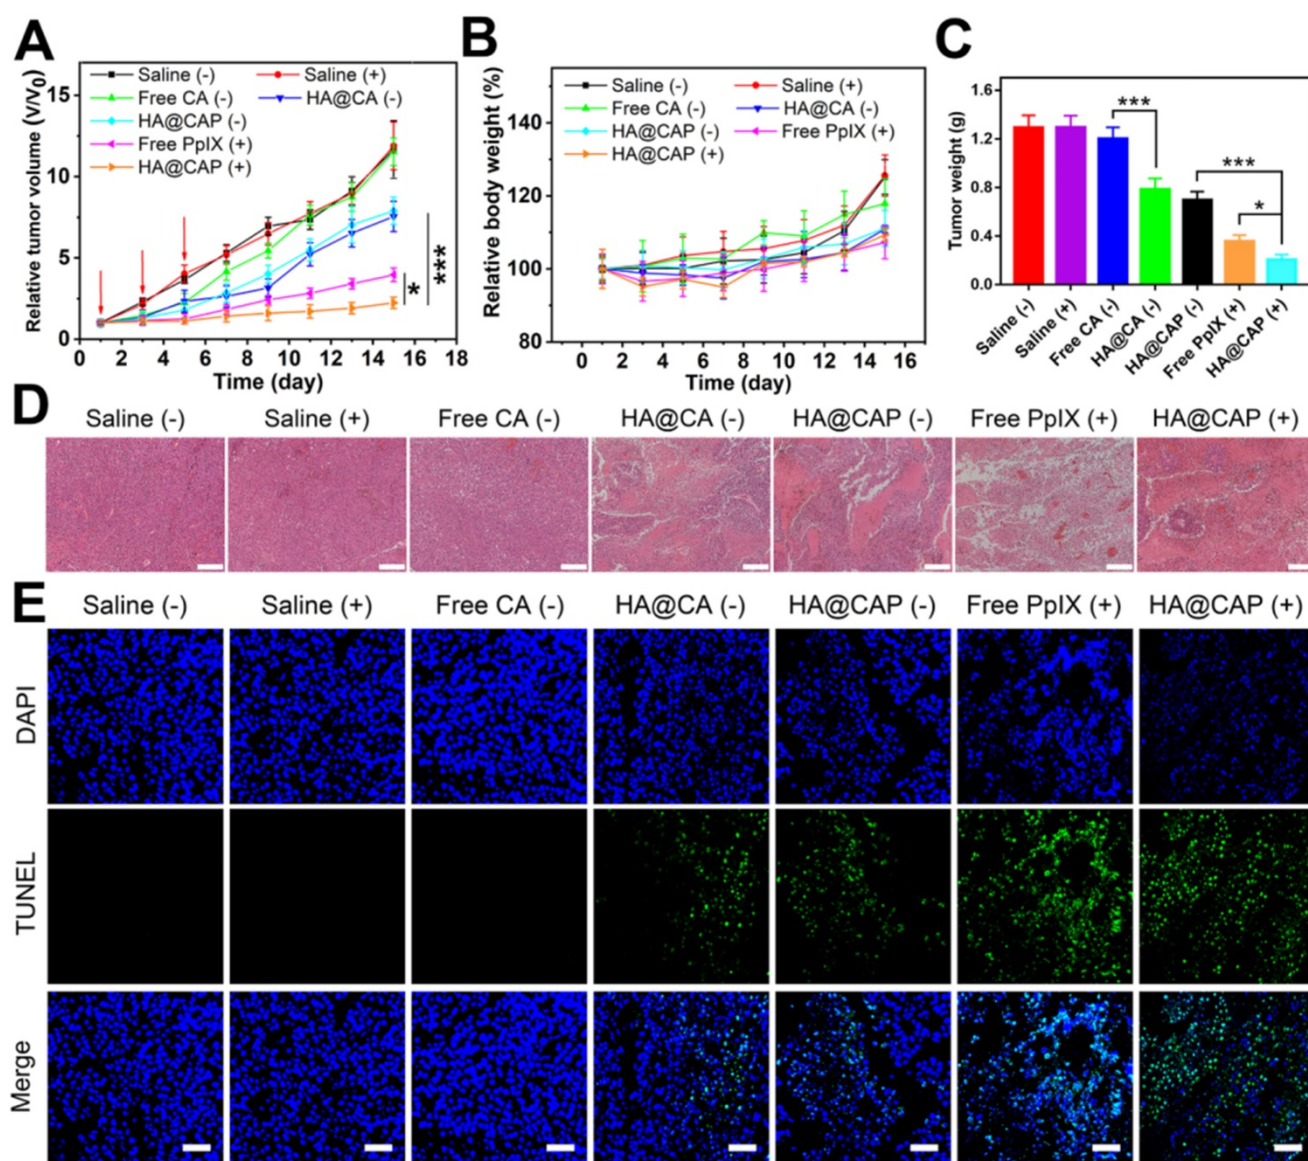 A
Relative tumor volume (V/V₀)
Saline (-)
Saline (+)
Free CA (-)
HA@CA (-)
HA@CAP (-)
Free PpIX (+)
HA@CAP (+)
15
10
5
0
***
*
0 2 4 6 8 10 12 14 16 18
Time (day)
B
Relative body weight (%)
Saline (-)
Saline (+)
Free CA (-)
HA@CA (-)
HA@CAP (-)
Free PpIX (+)
HA@CAP (+)
140
120
100
80
0 2 4 6 8 10 12 14 16
Time (day)
C
Tumor weight (g)
1.6
1.2
0.8
0.4
0.0
***
***
*
Saline (-)
Saline (+)
Free CA (-)
HA@CA (-)
HA@CAP (-)
Free PpIX (+)
HA@CAP (+)
D
Saline (-) Saline (+) Free CA (-) HA@CA (-) HA@CAP (-) Free PpIX (+) HA@CAP (+)
E
Saline (-) Saline (+) Free CA (-) HA@CA (-) HA@CAP (-) Free PpIX (+) HA@CAP (+)
DAPI
TUNEL
Merge